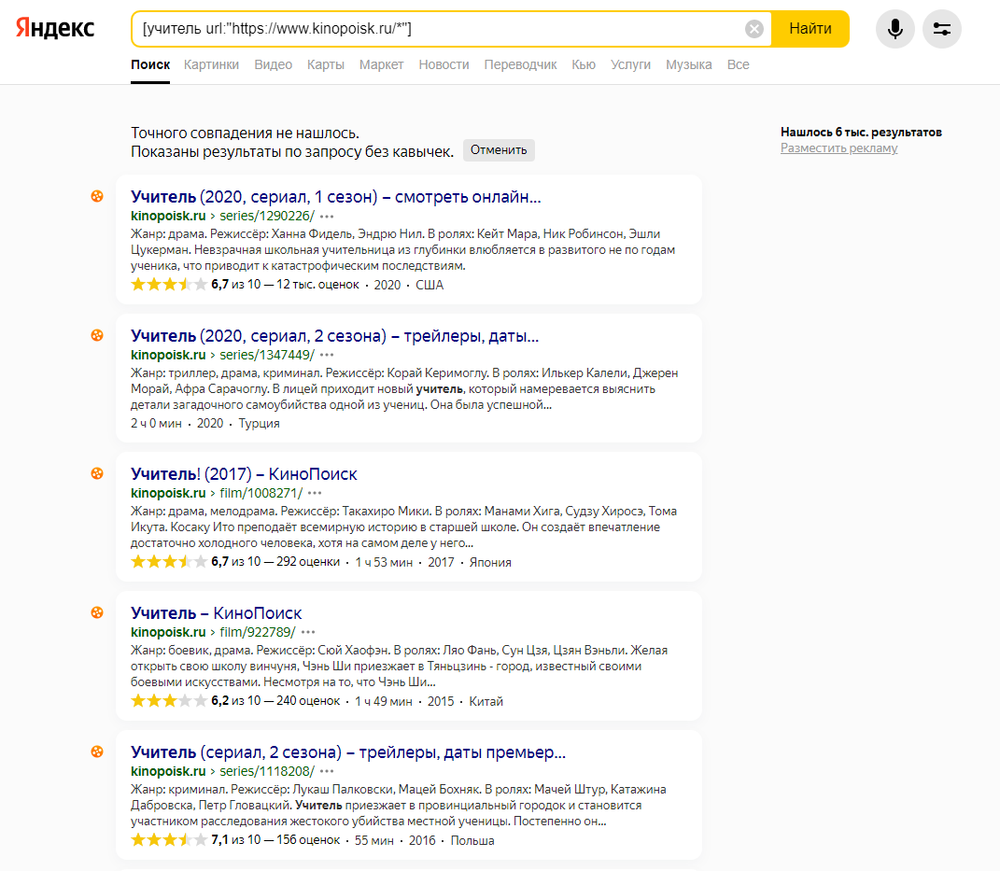 Яндекс
[учитель url:"https://www.kinopoisk.ru/*"]
Найти
Поиск Картинки Видео Карты Маркет Новости Переводчик Кью Услуги Музыка Все
Точного совпадения не нашлось.
Показаны результаты по запросу без кавычек. Отменить
Нашлось 6 тыс. результатов
Разместить рекламу
Учитель (2020, сериал, 1 сезон) – смотреть онлайн...
kinopoisk.ru › series/1290226/ •••
Жанр: драма. Режиссёр: Ханна Фидель, Эндрю Нил. В ролях: Кейт Мара, Ник Робинсон, Эшли
Цукерман. Невзрачная школьная учительница из глубинки влюбляется в развитого не по годам
ученика, что приводит к катастрофическим последствиям.
6,7 из 10 — 12 тыс. оценок · 2020 · США
Учитель (2020, сериал, 2 сезона) – трейлеры, даты...
kinopoisk.ru › series/1347449/ •••
Жанр: триллер, драма, криминал. Режиссёр: Корай Керимоглу. В ролях: Илькер Калели, Джерен
Морай, Афра Сарачоглу. В лицей приходит новый учитель, который намеревается выяснить
детали загадочного самоубийства одной из учениц. Она была успешной...
2 ч 0 мин · 2020 · Турция
Учитель! (2017) – КиноПоиск
kinopoisk.ru › film/1008271/ •••
Жанр: драма, мелодрама. Режиссёр: Такахиро Мики. В ролях: Манами Хига, Судзу Хиросэ, Тома
Икута. Косаку Ито преподаёт всемирную историю в старшей школе. Он создаёт впечатление
достаточно холодного человека, хотя на самом деле у него...
6,7 из 10 — 292 оценки · 1 ч 53 мин · 2017 · Япония
Учитель – КиноПоиск
kinopoisk.ru › film/922789/ •••
Жанр: боевик, драма. Режиссёр: Сюй Хаофэн. В ролях: Ляо Фань, Сун Цзя, Цзян Вэньли. Желая
открыть свою школу винчуня, Чэнь Ши приезжает в Тяньцзинь - город, известный своими
боевыми искусствами. Несмотря на то, что Чэнь Ши...
6,2 из 10 — 240 оценок · 1 ч 49 мин · 2015 · Китай
Учитель (сериал, 2 сезона) – трейлеры, даты премьер...
kinopoisk.ru › series/1118208/ •••
Жанр: криминал. Режиссёр: Лукаш Палковски, Мацей Бохняк. В ролях: Мачей Штур, Катажина
Дабровска, Петр Гловацкий. Учитель приезжает в провинциальный городок и становится
участником расследования жестокого убийства местной ученицы. Постепенно он...
7,1 из 10 — 156 оценок · 55 мин · 2016 · Польша